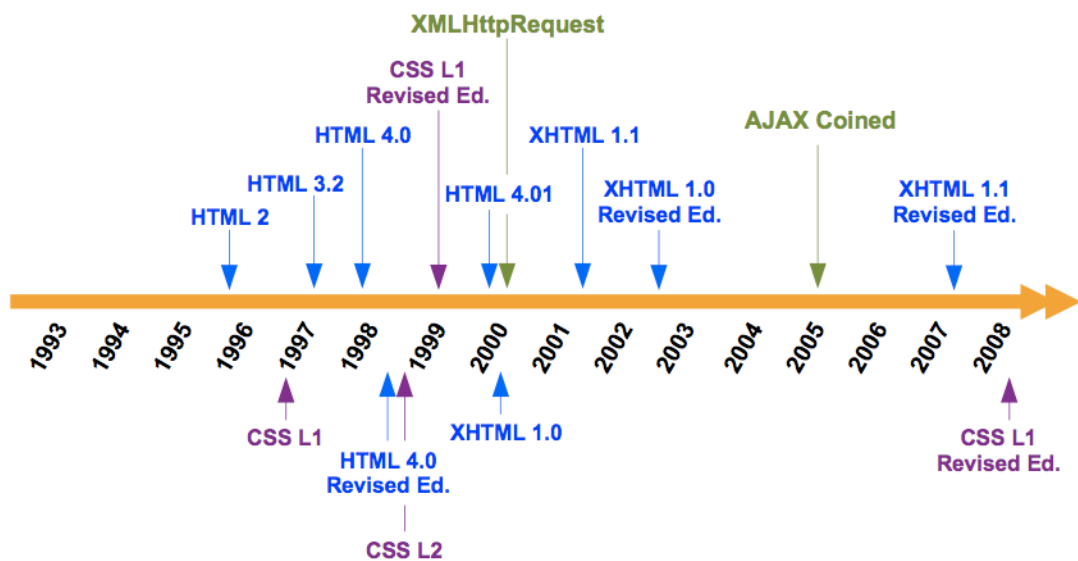 XMLHttpRequest
CSS L1
Revised Ed.
HTML 4.0
XHTML 1.1
AJAX Coined
HTML 3.2
HTML 4.01
XHTML 1.0
Revised Ed.
XHTML 1.1
Revised Ed.
HTML 2
1993
1994
1995
1996
1997
1998
1999
2000
2001
2002
2003
2004
2005
2006
2007
2008
CSS L1
HTML 4.0
Revised Ed.
XHTML 1.0
CSS L1
Revised Ed.
CSS L2